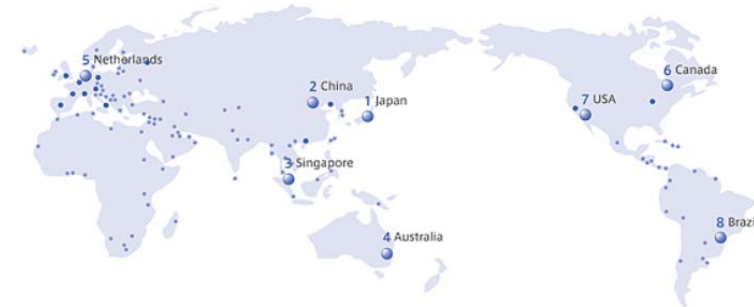 5 Netherlands
6 Canada
2 China
7 USA
1 Japan
3 Singapore
8 Brazi
4 Australia